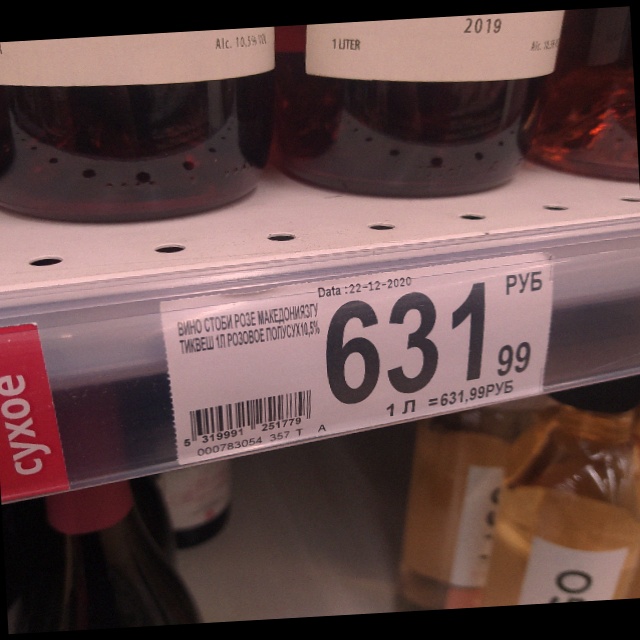 Alc. 10,5%
2019
1 LITER
Data :22-12-2020
ВИНО СТОБИ РОЗЕ МАКЕДОНИЯЗГУ
ТИКВЕШ 1Л РОЗОВОЕ ПОЛУСУХ10,5%
631 99 РУБ
1 Л =631,99РУБ
5 319991 251779
000783054 357 T A
сухое